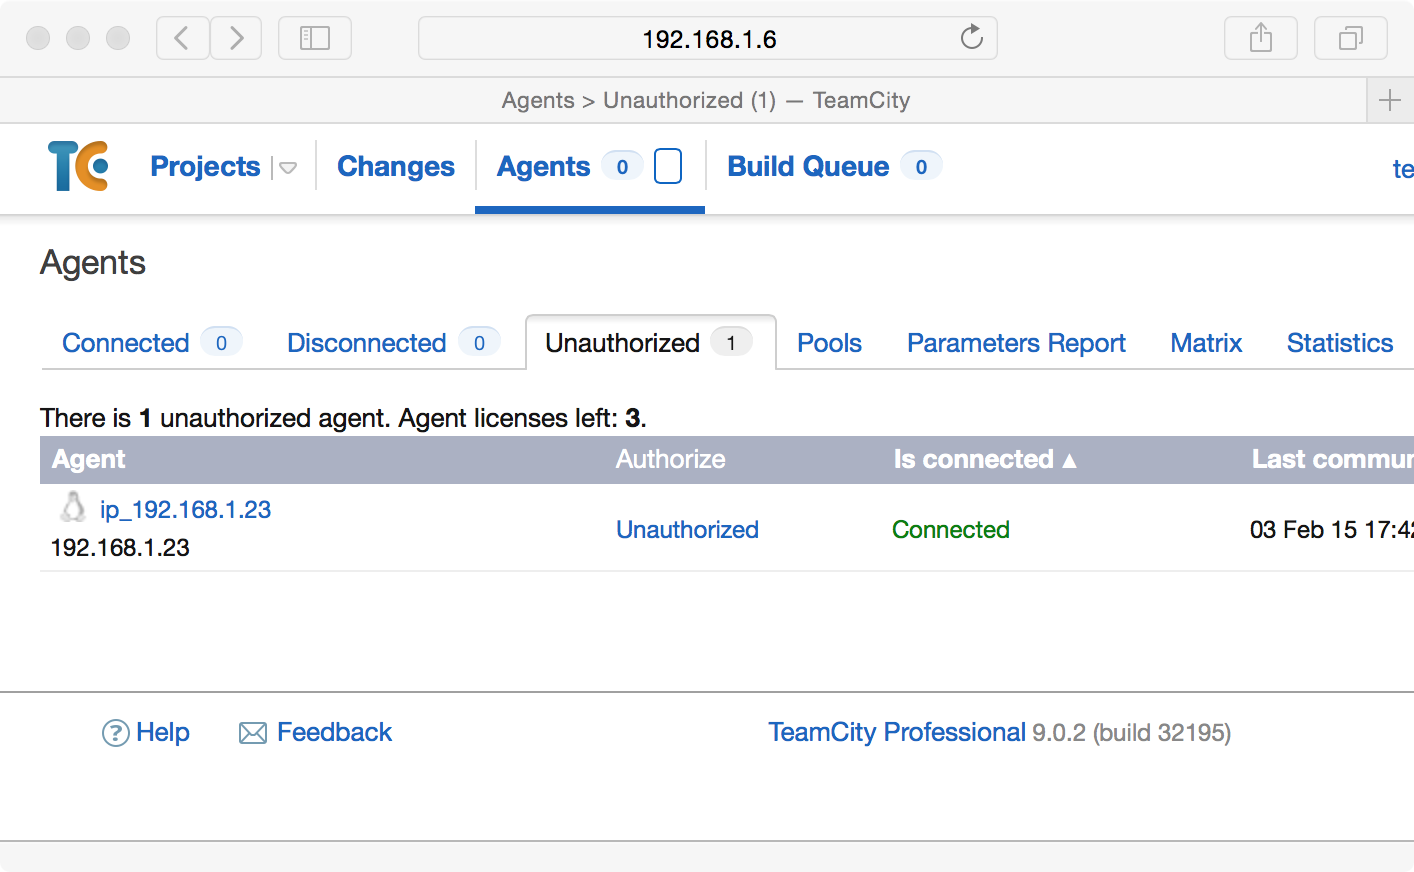 192.168.1.6
Agents > Unauthorized (1) — TeamCity
TC Projects Changes Agents 0 Build Queue 0 te
Agents
Connected 0 Disconnected 0 Unauthorized 1 Pools Parameters Report Matrix Statistics
There is 1 unauthorized agent. Agent licenses left: 3.
Agent Authorize Is connected ▲ Last commun
ip_192.168.1.23
Unauthorized Connected 03 Feb 15 17:42
192.168.1.23
? Help Feedback TeamCity Professional 9.0.2 (build 32195)